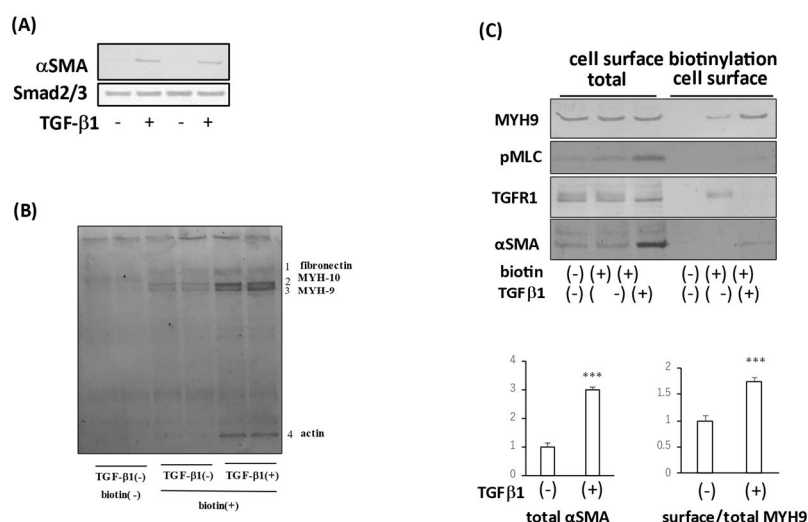 (A)
αSMA
Smad2/3
TGF-β1 - + - +
(B)
1 fibronectin
2 MYH-10
3 MYH-9
4 actin
TGF-β1(-) TGF-β1(-) TGF-β1(+)
biotin(-) biotin(+)
(C)
cell surface biotinylation
total cell surface
MYH9
pMLC
TGFR1
αSMA
biotin (-) (+) (+) (-) (+) (+)
TGFβ1 (-) ( -) (+) (-) ( -) (+)
4
3
2
1
0
***
TGFβ1 (-) (+)
total αSMA
2
1.5
1
0.5
0
***
(-) (+)
surface/total MYH9